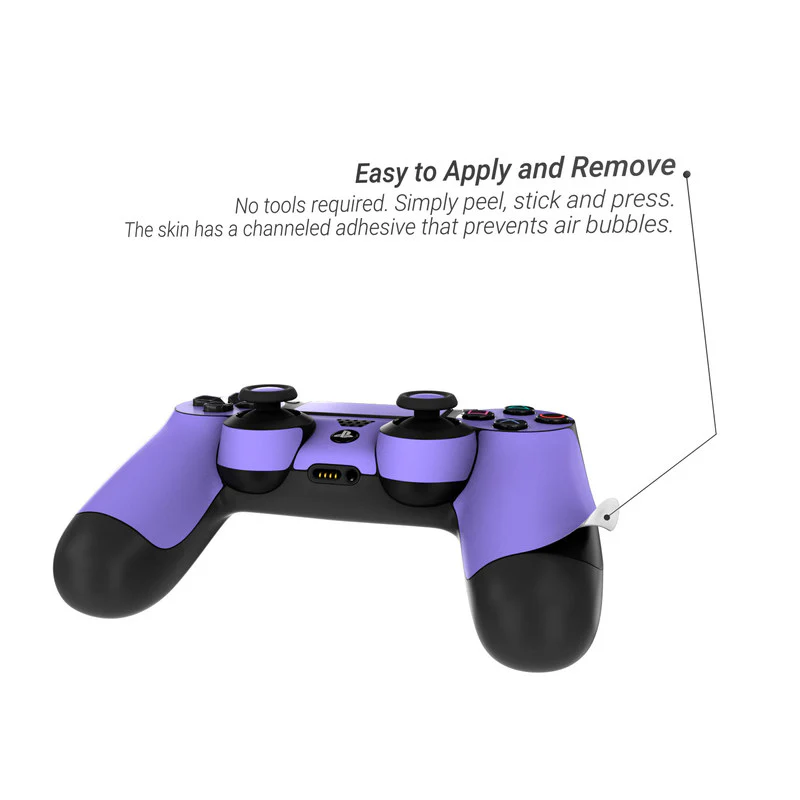 Easy to Apply and Remove
No tools required. Simply peel, stick and press.
The skin has a channeled adhesive that prevents air bubbles.